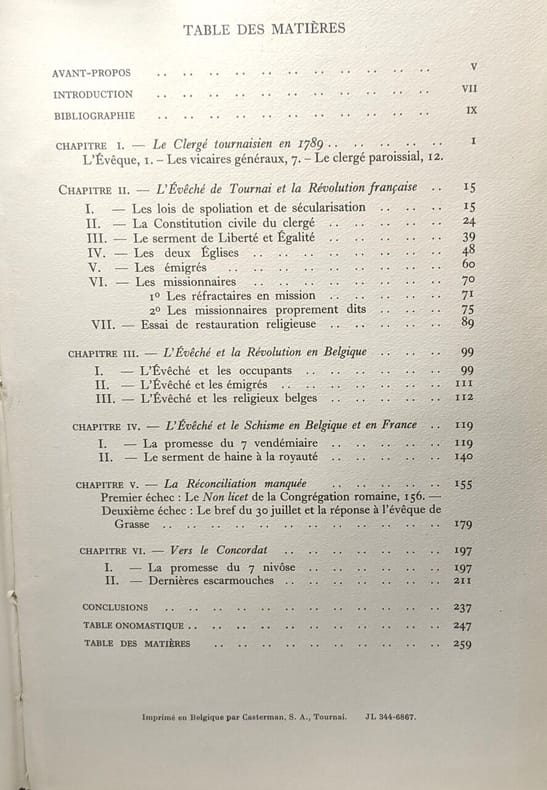 TABLE DES MATIÈRES
AVANT-PROPOS .. .. .. .. .. .. .. .. .. .. .. V
INTRODUCTION .. .. .. .. .. .. .. .. .. .. .. VII
BIBLIOGRAPHIE .. .. .. .. .. .. .. .. .. .. .. IX
CHAPITRE I. — Le Clergé tournaisien en 1789 .. .. .. .. .. 1
L'Évêque, 1. – Les vicaires généraux, 7. – Le clergé paroissial, 12.
CHAPITRE II. — L'Évêché de Tournai et la Révolution française .. 15
I. — Les lois de spoliation et de sécularisation .. .. .. 15
II. — La Constitution civile du clergé .. .. .. .. .. 24
III. — Le serment de Liberté et Égalité .. .. .. .. .. 39
IV. — Les deux Églises .. .. .. .. .. .. .. .. 48
V. — Les émigrés .. .. .. .. .. .. .. .. .. 60
VI. — Les missionnaires .. .. .. .. .. .. .. .. 70
1º Les réfractaires en mission .. .. .. .. .. 71
2º Les missionnaires proprement dits .. .. .. 75
VII. — Essai de restauration religieuse .. .. .. .. .. 89
CHAPITRE III. — L'Évêché et la Révolution en Belgique .. .. .. .. 99
I. — L'Évêché et les occupants .. .. .. .. .. .. 99
II. — L'Évêché et les émigrés .. .. .. .. .. .. .. 111
III. — L'Évêché et les religieux belges .. .. .. .. .. 112
CHAPITRE IV. — L'Évêché et le Schisme en Belgique et en France .. 119
I. — La promesse du 7 vendémiaire .. .. .. .. .. 119
II. — Le serment de haine à la royauté .. .. .. .. .. 140
CHAPITRE V. — La Réconciliation manquée .. .. .. .. .. 155
Premier échec : Le Non licet de la Congrégation romaine, 156. —
Deuxième échec : Le bref du 30 juillet et la réponse à l'évêque de
Grasse .. .. .. .. .. .. .. .. .. .. .. .. 179
CHAPITRE VI. — Vers le Concordat .. .. .. .. .. .. .. 197
I. — La promesse du 7 nivôse .. .. .. .. .. .. 197
II. — Dernières escarmouches .. .. .. .. .. .. .. 211
CONCLUSIONS .. .. .. .. .. .. .. .. .. .. .. .. 237
TABLE ONOMASTIQUE .. .. .. .. .. .. .. .. .. .. .. 247
TABLE DES MATIÈRES .. .. .. .. .. .. .. .. .. .. 259
Imprimé en Belgique par Casterman, S. A., Tournai. JL 344-6867.